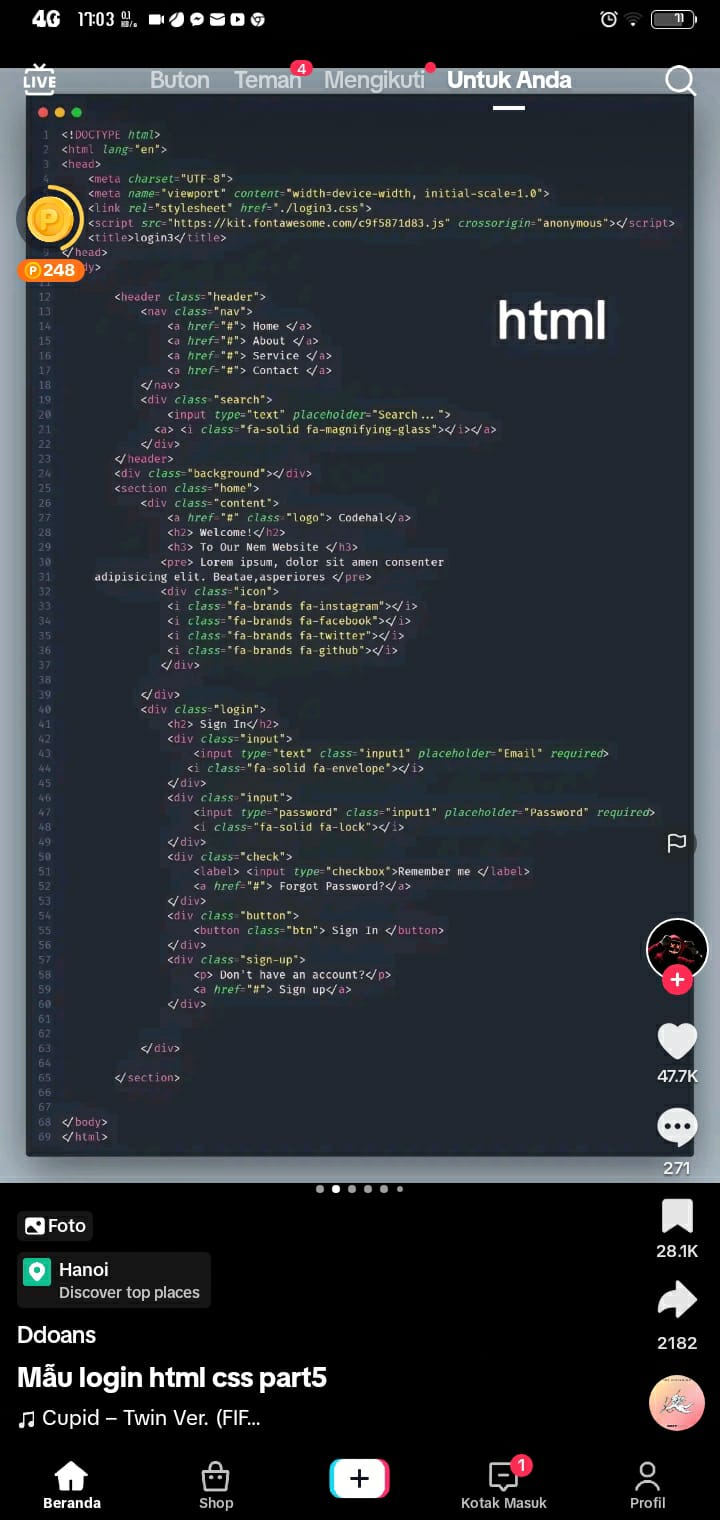 4G 17:03 0.1 KB/s 11
LIVE Buton Teman 4 Mengikuti Untuk Anda
1 <!DOCTYPE html>
2 <html lang="en">
3 <head>
4 <meta charset="UTF-8">
<meta name="viewport" content="width=device-width, initial-scale=1.0">
<link rel="stylesheet" href="./login3.css">
<script src="https://kit.fontawesome.com/c9f5871d83.js" crossorigin="anonymous"></script>
<title>login3</title>
9 </head>
P 248 dy>
11
12 <header class="header">
13 <nav class="nav">
html
14 <a href="#"> Home </a>
15 <a href="#"> About </a>
16 <a href="#"> Service </a>
17 <a href="#"> Contact </a>
18 </nav>
19 <div class="search">
20 <input type="text" placeholder="Search...">
21 <a> <i class="fa-solid fa-magnifying-glass"></i></a>
22 </div>
23 </header>
24 <div class="background"></div>
25 <section class="home">
26 <div class="content">
27 <a href="#" class="logo"> Codehal</a>
28 <h2> Welcome!</h2>
29 <h3> To Our Nem Website </h3>
30 <pre> Lorem ipsum, dolor sit amen consenter
31 adipisicing elit. Beatae,asperiores </pre>
32 <div class="icon">
33 <i class="fa-brands fa-instagram"></i>
34 <i class="fa-brands fa-facebook"></i>
35 <i class="fa-brands fa-twitter"></i>
36 <i class="fa-brands fa-github"></i>
37 </div>
38
39 </div>
40 <div class="login">
41 <h2> Sign In</h2>
42 <div class="input">
43 <input type="text" class="input1" placeholder="Email" required>
44 <i class="fa-solid fa-envelope"></i>
45 </div>
46 <div class="input">
47 <input type="password" class="input1" placeholder="Password" required>
48 <i class="fa-solid fa-lock"></i>
49 </div>
50 <div class="check">
51 <label> <input type="checkbox">Remember me </label>
52 <a href="#"> Forgot Password?</a>
53 </div>
54 <div class="button">
55 <button class="btn"> Sign In </button>
56 </div>
57 <div class="sign-up">
58 <p> Don't have an account?</p>
59 <a href="#"> Sign up</a>
60 </div>
61
62
63 </div>
64
65 </section>
66
67
68 </body>
69 </html>
47.7K
271
28.1K
2182
Foto
Hanoi
Discover top places
Ddoans
Mẫu login html css part5
Cupid – Twin Ver. (FIF...
1
Beranda Shop Kotak Masuk Profil